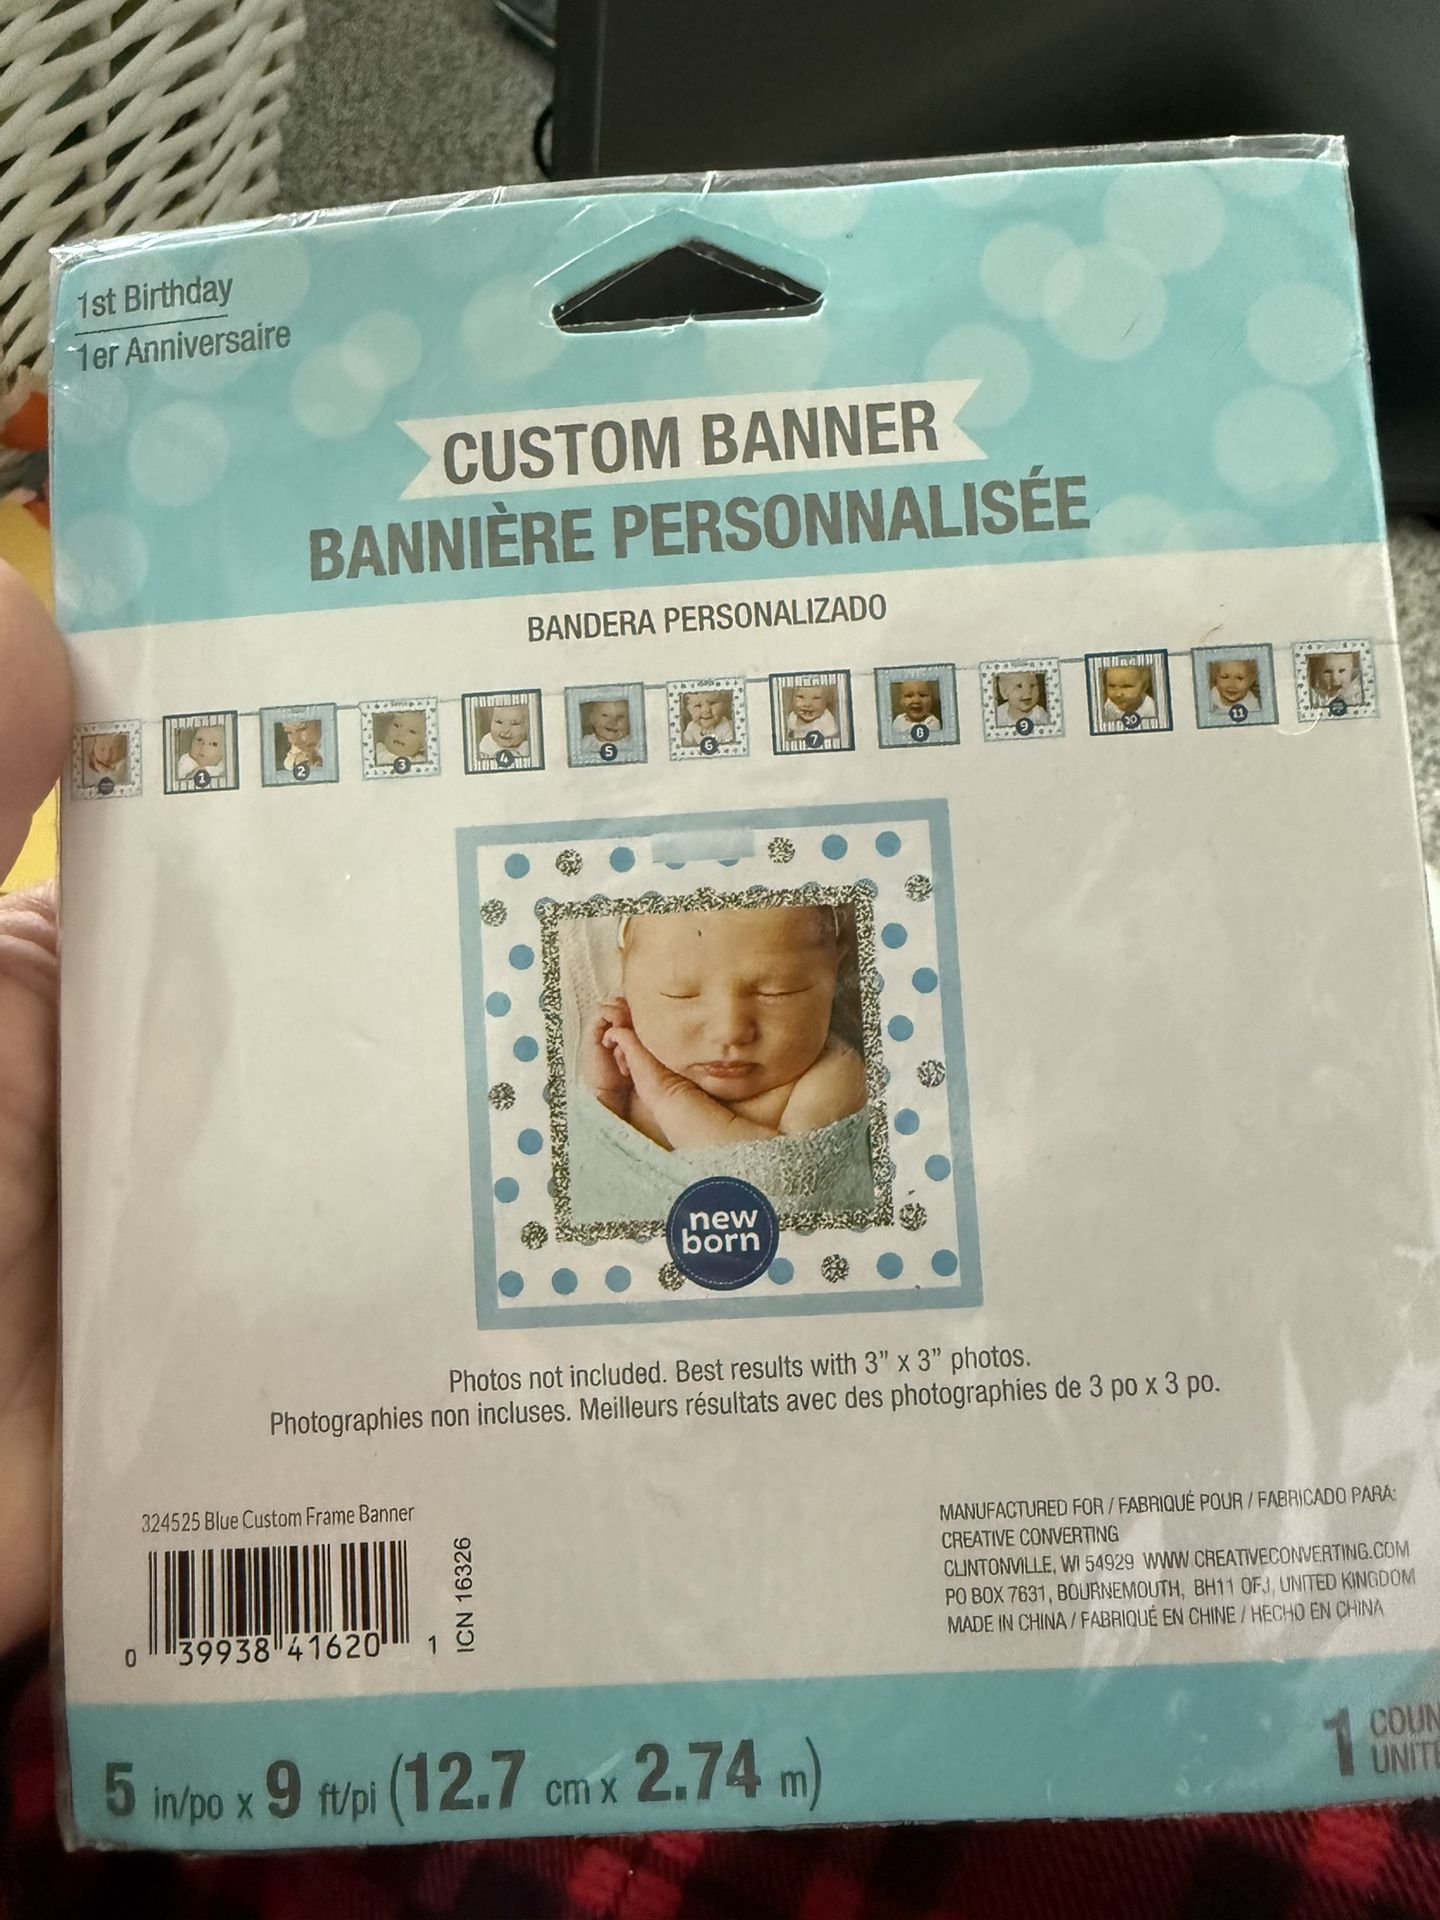 1st Birthday
1er Anniversaire
CUSTOM BANNER
BANNIÈRE PERSONNALISÉE
BANDERA PERSONALIZADO
1 2 3 4 5 6 7 8 9 10 11
new
born
Photos not included. Best results with 3” x 3” photos.
Photographies non incluses. Meilleurs résultats avec des photographies de 3 po x 3 po.
324525 Blue Custom Frame Banner
0 39938 41620 1
ICN 16326
MANUFACTURED FOR / FABRIQUÉ POUR / FABRICADO PARA:
CREATIVE CONVERTING
CLINTONVILLE, WI 54929 WWW.CREATIVECONVERTING.COM
PO BOX 7631, BOURNEMOUTH, BH11 0FJ, UNITED KINGDOM
MADE IN CHINA / FABRIQUÉ EN CHINE / HECHO EN CHINA
5 in/po x 9 ft/pi (12.7 cm x 2.74 m)
1 COUN
UNIT